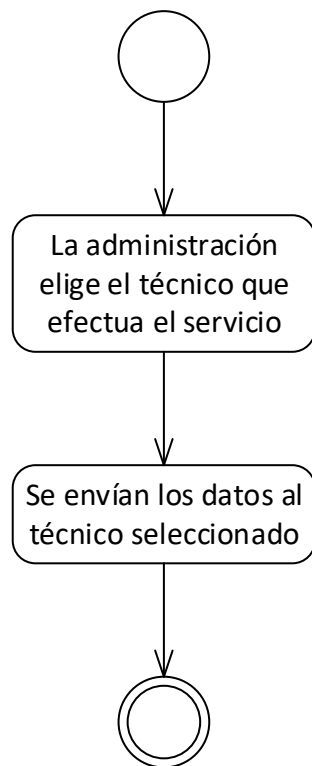 La administración
elige el técnico que
efectua el servicio
Se envían los datos al
técnico seleccionado